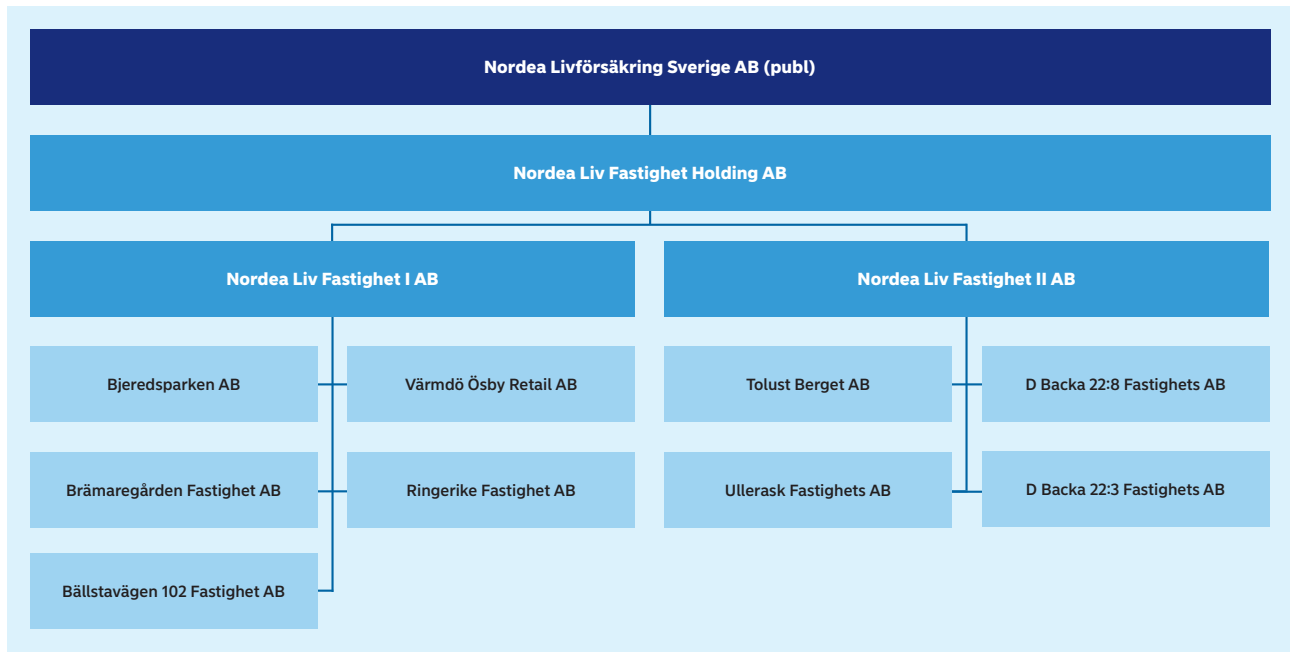 Nordea Livförsäkring Sverige AB (publ)
Nordea Liv Fastighet Holding AB
Nordea Liv Fastighet I AB
Nordea Liv Fastighet II AB
Bjeredsparken AB
Värmdö Ösby Retail AB
Tolust Berget AB
D Backa 22:8 Fastighets AB
Brämaregården Fastighet AB
Ringerike Fastighet AB
Ullerask Fastighets AB
D Backa 22:3 Fastighets AB
Bällstavägen 102 Fastighet AB